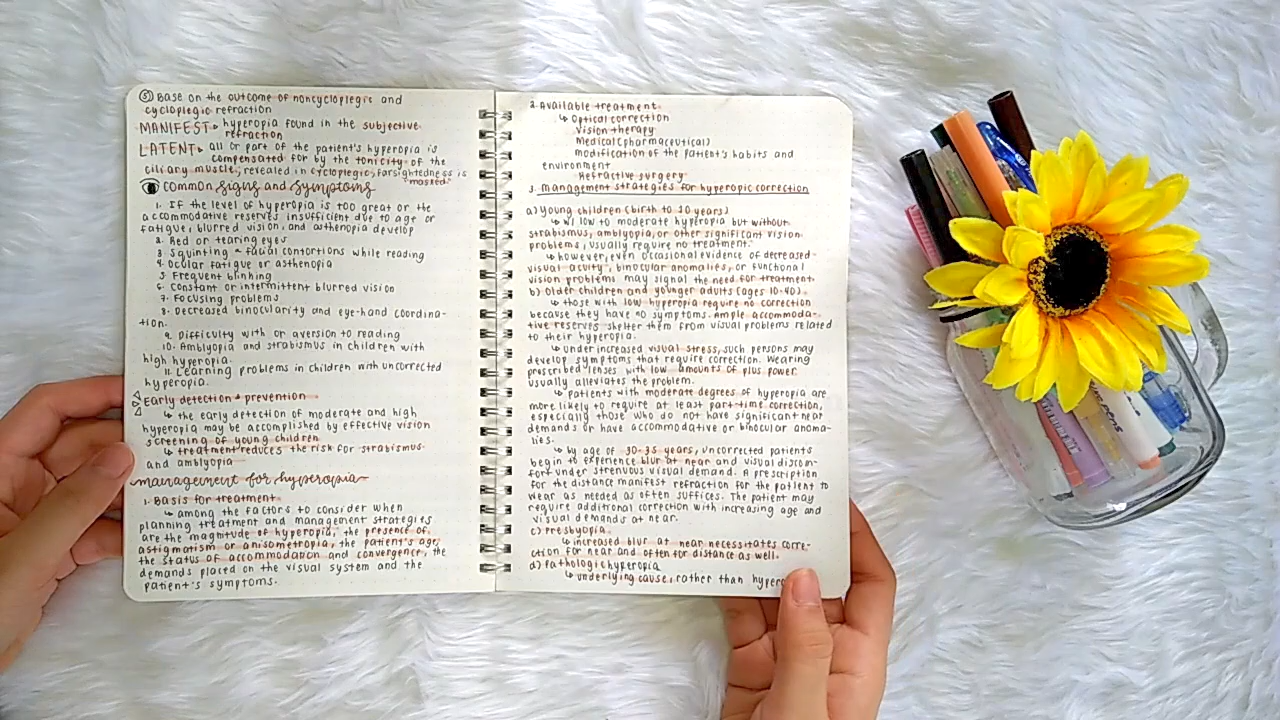 ⑤ Base on the outcome of noncycloplegic and
cycloplegic refraction
MANIFEST▸ hyperopia found in the subjective
refraction
LATENT▸ all or part of the patient's hyperopia is
compensated for by the tonicity of the
ciliary muscle, revealed in cycloplegic, farsightedness is
"masked."
common signs and symptoms
1. If the level of hyperopia is too great or the
accommodative reserves insufficient due to age or
fatigue, blurred vision, and asthenopia develop
2. Red or tearing eyes
3. Squinting + facial contortions while reading
4. Ocular fatigue or asthenopia
5. Frequent blinking
6. Constant or intermittent blurred vision
7. Focusing problems
8. Decreased binocularity and eye-hand coordina-
tion.
9. Difficulty with or aversion to reading
10. Amblyopia and strabismus in children with
high hyperopia.
11. Learning problems in children with uncorrected
hyperopia.
Early detection + prevention
↳ the early detection of moderate and high
hyperopia may be accomplished by effective vision
screening of young children
↳ treatment reduces the risk for strabismus
and amblyopia
management for hyperopia
1. Basis for treatment
↳ among the factors to consider when
planning treatment and management strategies
are the magnitude of hyperopia, the presence of
astigmatism or anisometropia, the patient's age,
the status of accommodation and convergence, the
demands placed on the visual system and the
patient's symptoms.
2. Available treatment
↳ Optical correction
Vision therapy
Medical (pharmaceutical)
modification of the patient's habits and
environment
Refractive surgery
3. management strategies for hyperopic correction
a) Young children (birth to 10 years)
↳ w/ low to moderate hyperopia but without
strabismus, amblyopia, or other significant vision
problems, usually require no treatment.
↳ however, even occasional evidence of decreased
visual acuity, binocular anomalies, or functional
vision problems may signal the need for treatment.
b) Older children and younger adults (ages 10-40)
↳ those with low hyperopia require no correction
because they have no symptoms. Ample accommoda-
tive reserves shelter them from visual problems related
to their hyperopia.
↳ Under increased visual stress, such persons may
develop symptoms that require correction. Wearing
prescribed lenses with low amounts of plus power
usually alleviates the problem.
↳ patients with moderate degrees of hyperopia are
more likely to require at least part-time correction,
especially those who do not have significant near
demands or have accommodative or binocular anoma-
lies.
↳ by age of 30-35 years, uncorrected patients
begin to experience blur at near and visual discom-
fort under strenuous visual demand. A prescription
for the distance manifest refraction for the patient to
wear as needed as often suffices. The patient may
require additional correction with increasing age and
visual demands at near.
c) Presbyopia
↳ increased blur at near necessitates corre-
ction for near and often for distance as well.
d) Pathologic hyperopia
↳ underlying cause, rather than hypero